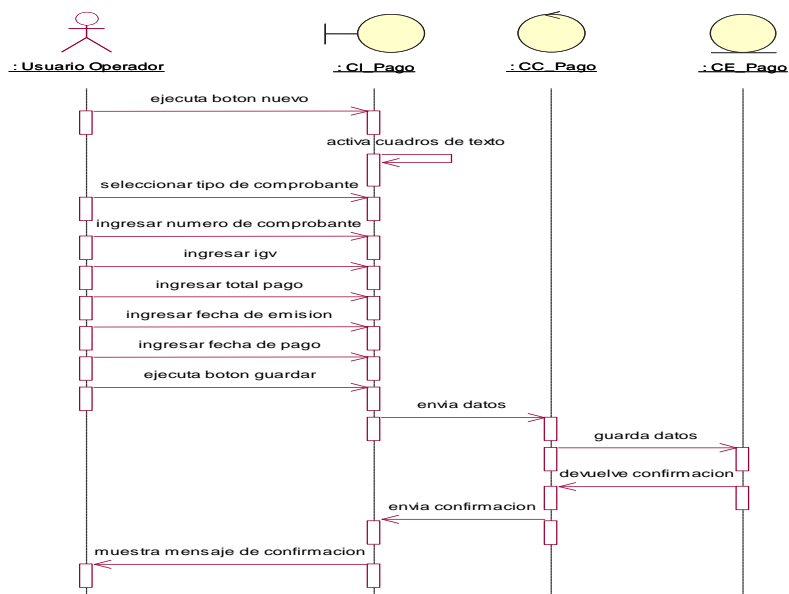 : Usuario Operador
: CI_Pago
: CC_Pago
: CE_Pago
ejecuta boton nuevo
activa cuadros de texto
seleccionar tipo de comprobante
ingresar numero de comprobante
ingresar igv
ingresar total pago
ingresar fecha de emision
ingresar fecha de pago
ejecuta boton guardar
envia datos
guarda datos
devuelve confirmacion
envia confirmacion
muestra mensaje de confirmacion